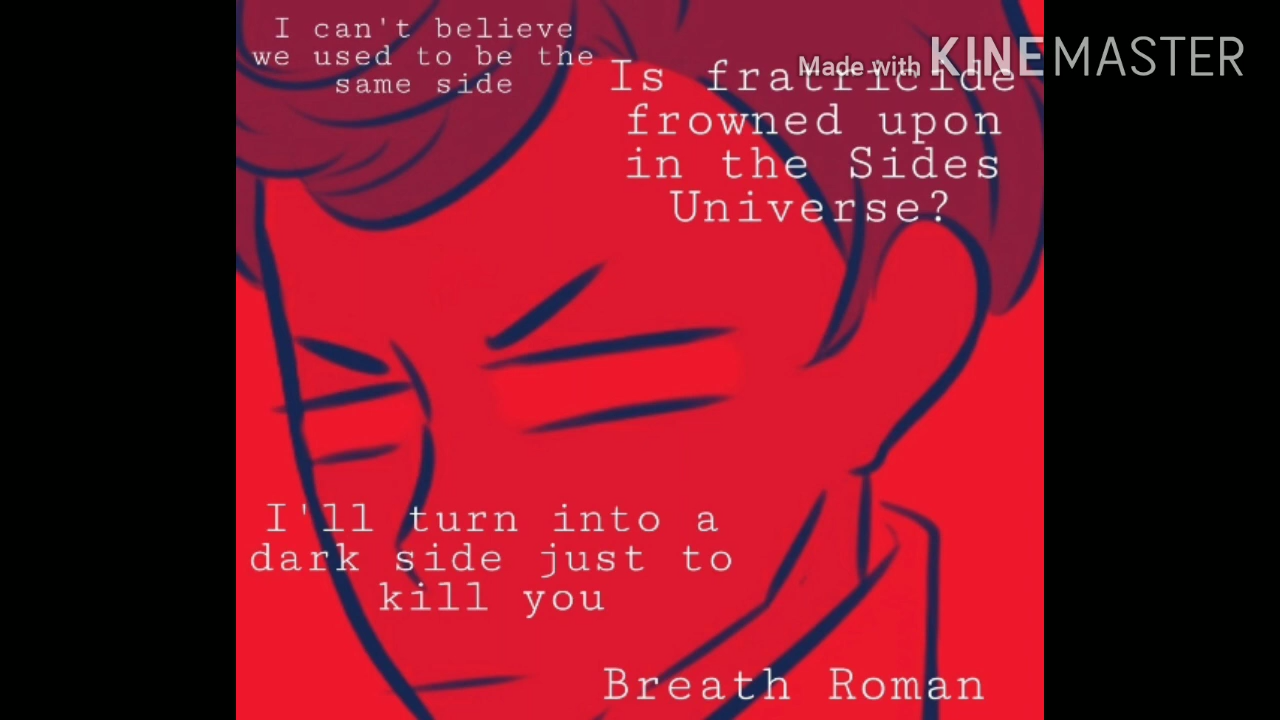 I can't believe
we used to be the
same side
Made with KINEMASTER
Is fratricide
frowned upon
in the Sides
Universe?
I'll turn into a
dark side just to
kill you
Breath Roman